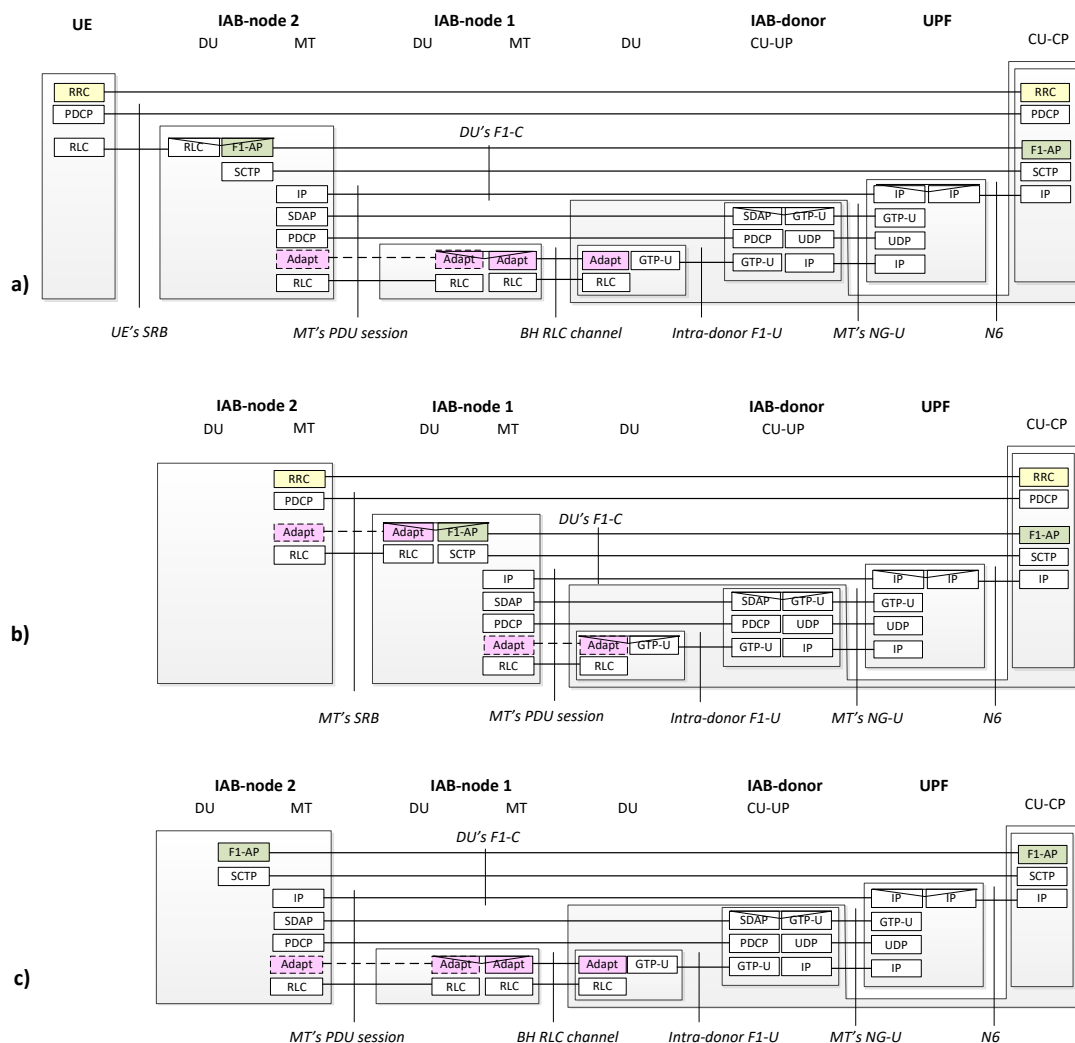 UE IAB-node 2 IAB-node 1 IAB-donor UPF
DU MT DU MT DU CU-UP CU-CP
RRC RRC
PDCP PDCP
DU's F1-C
RLC RLC F1-AP F1-AP
SCTP SCTP
IP IP IP IP
SDAP SDAP GTP-U GTP-U
PDCP PDCP UDP UDP
Adapt Adapt Adapt Adapt GTP-U GTP-U IP IP
RLC RLC RLC RLC
a)
UE's SRB MT's PDU session BH RLC channel Intra-donor F1-U MT's NG-U N6
IAB-node 2 IAB-node 1 IAB-donor UPF
DU MT DU MT DU CU-UP CU-CP
RRC RRC
PDCP PDCP
DU's F1-C
Adapt Adapt F1-AP F1-AP
RLC RLC SCTP SCTP
IP IP IP IP
SDAP SDAP GTP-U GTP-U
PDCP PDCP UDP UDP
b)
Adapt Adapt GTP-U GTP-U IP IP
RLC RLC
MT's SRB MT's PDU session Intra-donor F1-U MT's NG-U N6
IAB-node 2 IAB-node 1 IAB-donor UPF
DU MT DU MT DU CU-UP CU-CP
DU's F1-C
F1-AP F1-AP
SCTP SCTP
IP IP IP IP
SDAP SDAP GTP-U GTP-U
PDCP PDCP UDP UDP
Adapt Adapt Adapt Adapt GTP-U GTP-U IP IP
c)
RLC RLC RLC RLC
MT's PDU session BH RLC channel Intra-donor F1-U MT's NG-U N6